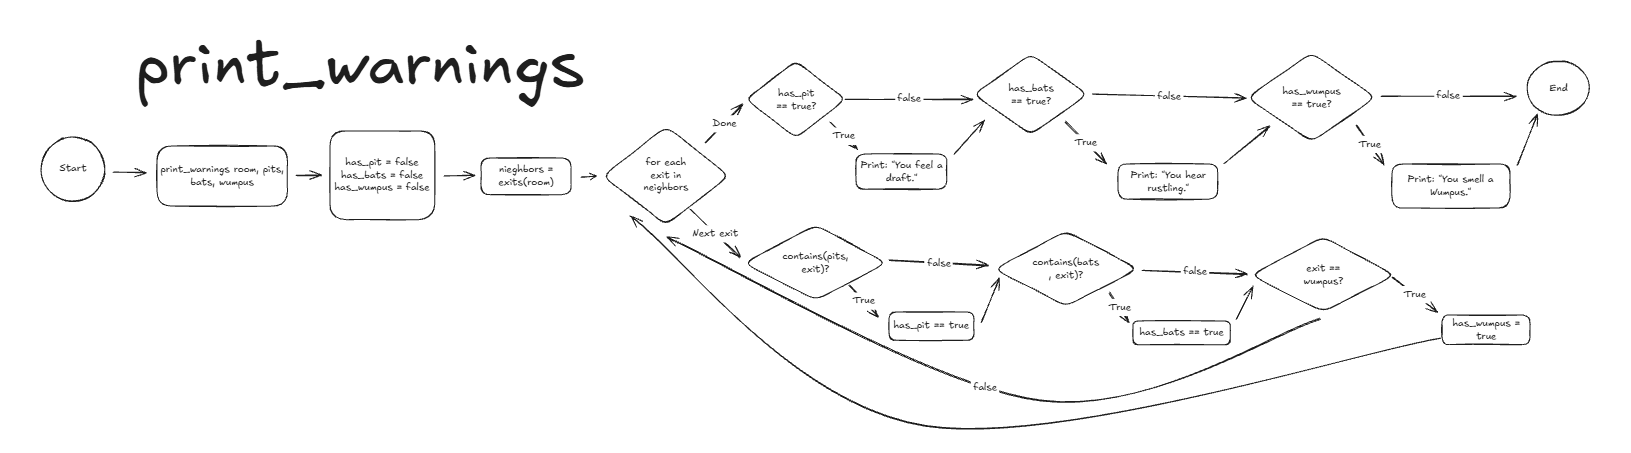 print_warnings
Start
print_warnings room, pits,
bats, wumpus
has_pit = false
has_bats = false
has_wumpus = false
nieghbors =
exits(room)
for each
exit in
neighbors
Done
has_pit
== true?
false
True
Print: "You feel a
draft."
has_bats
== true?
false
True
Print: "You hear
rustling."
has_wumpus
== true?
false
True
Print: "You smell a
Wumpus."
End
Next exit
contains(pits,
exit)?
false
True
has_pit == true
contains(bats
, exit)?
false
True
has_bats == true
exit ==
wumpus?
True
has_wumpus =
true
false